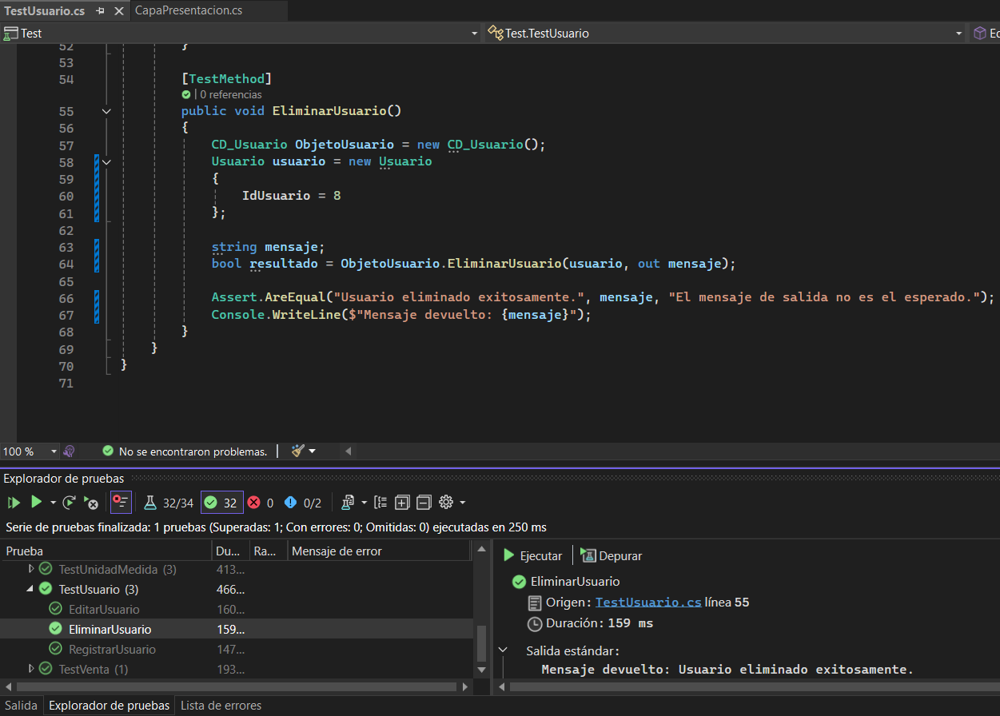 TestUsuario.cs
CapaPresentacion.cs
Test
Test.TestUsuario
52 }
53
54 [TestMethod]
| 0 referencias
55 public void EliminarUsuario()
56 {
57 CD_Usuario ObjetoUsuario = new CD_Usuario();
58 Usuario usuario = new Usuario
59 {
60 IdUsuario = 8
61 };
62
63 string mensaje;
64 bool resultado = ObjetoUsuario.EliminarUsuario(usuario, out mensaje);
65
66 Assert.AreEqual("Usuario eliminado exitosamente.", mensaje, "El mensaje de salida no es el esperado.");
67 Console.WriteLine($"Mensaje devuelto: {mensaje}");
68 }
69 }
70 }
71
100 %
No se encontraron problemas.
Explorador de pruebas
32/34
32
0
0/2
Serie de pruebas finalizada: 1 pruebas (Superadas: 1; Con errores: 0; Omitidas: 0) ejecutadas en 250 ms
Prueba Du... Ra... Mensaje de error
TestUnidadMedida (3) 413...
TestUsuario (3) 466...
EditarUsuario 160...
EliminarUsuario 159...
RegistrarUsuario 147...
TestVenta (1) 193...
Ejecutar | Depurar
EliminarUsuario
Origen: TestUsuario.cs línea 55
Duración: 159 ms
Salida estándar:
Mensaje devuelto: Usuario eliminado exitosamente.
Salida
Explorador de pruebas
Lista de errores